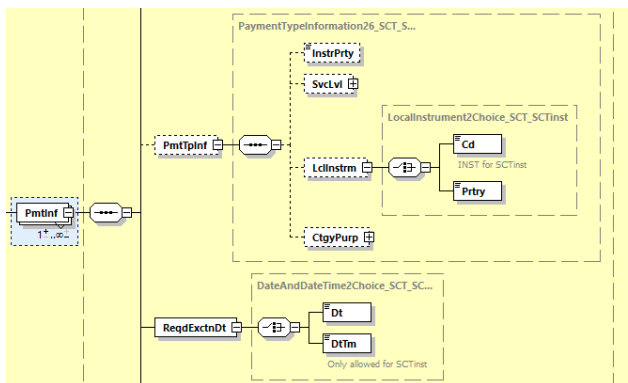 PaymentTypeInformation26_SCT_S...
InstrPrty
SvcLvl
LocalInstrument2Choice_SCT_SCTinst
Cd
INST for SCTinst
PmtTpInf
LclInstrm
Prtry
PmtInf
1..∞
CtgyPurp
DateAndDateTime2Choice_SCT_SC...
Dt
ReqdExctnDt
DtTm
Only allowed for SCTinst